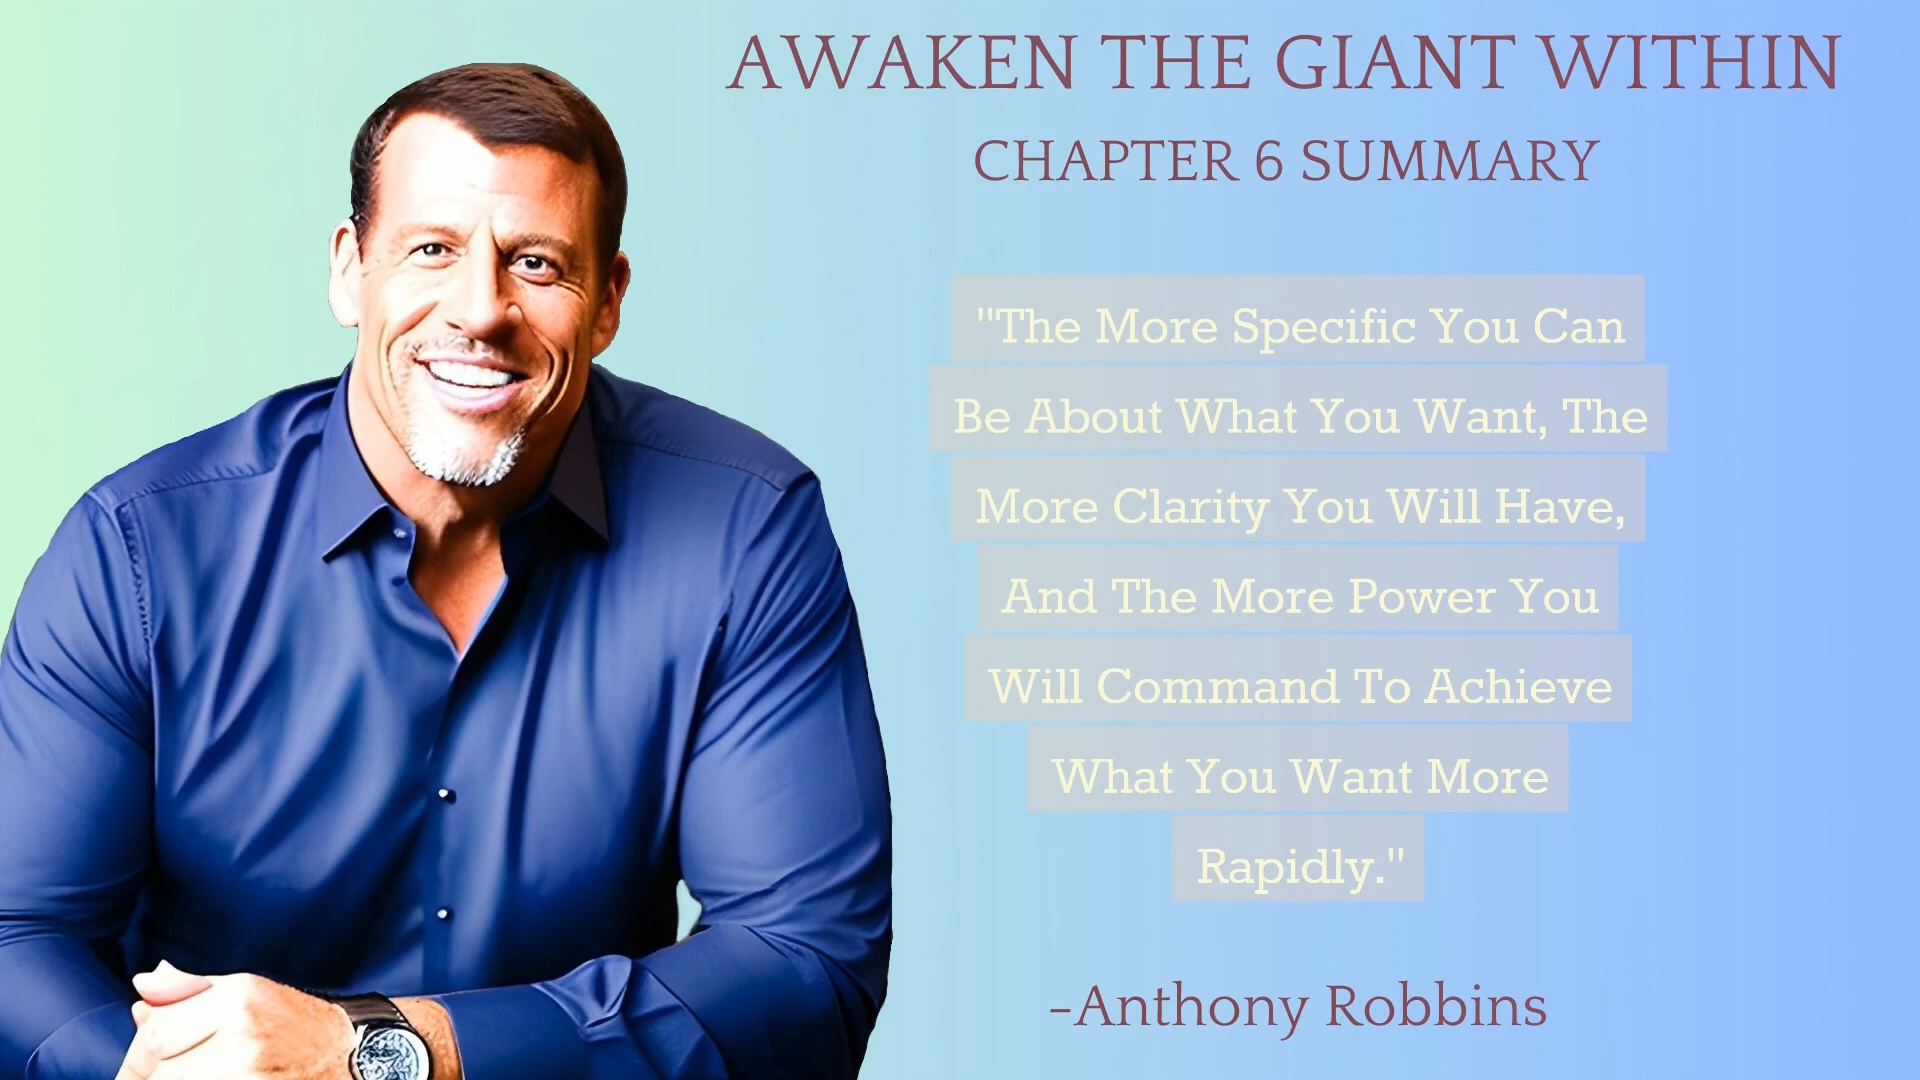 AWAKEN THE GIANT WITHIN
CHAPTER 6 SUMMARY
"The More Specific You Can
Be About What You Want, The
More Clarity You Will Have,
And The More Power You
Will Command To Achieve
What You Want More
Rapidly."
–Anthony Robbins